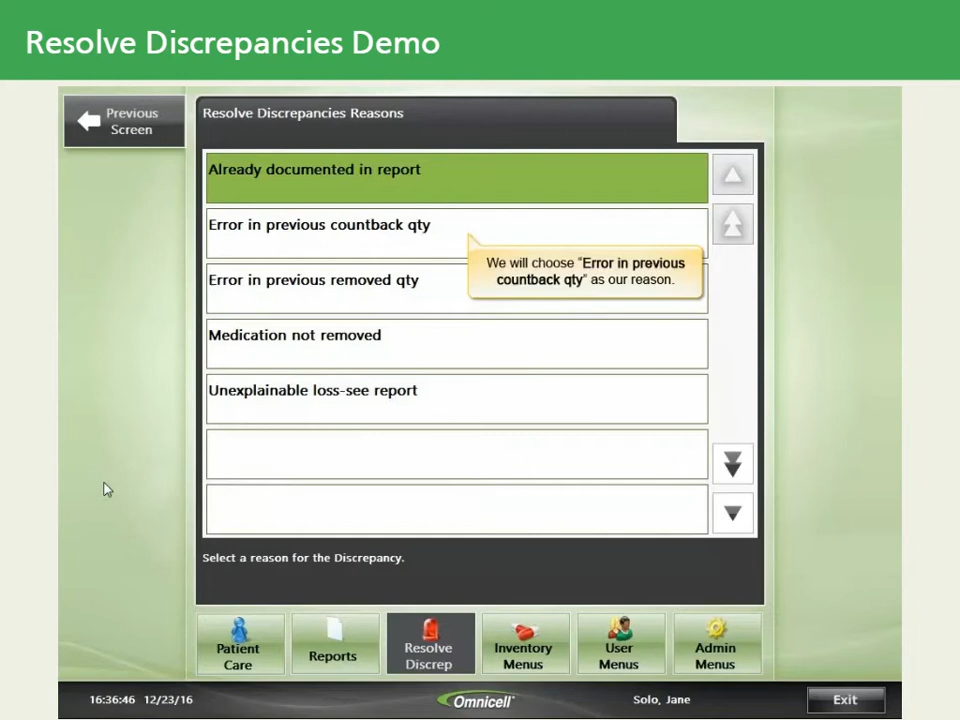 Resolve Discrepancies Demo
Previous
Screen
Resolve Discrepancies Reasons
Already documented in report
Error in previous countback qty
We will choose “Error in previous
countback qty” as our reason.
Error in previous removed qty
Medication not removed
Unexplainable loss-see report
Select a reason for the Discrepancy.
Patient
Care
Reports
Resolve
Discrep
Inventory
Menus
User
Menus
Admin
Menus
16:36:46 12/23/16
Omnicell
Solo, Jane
Exit